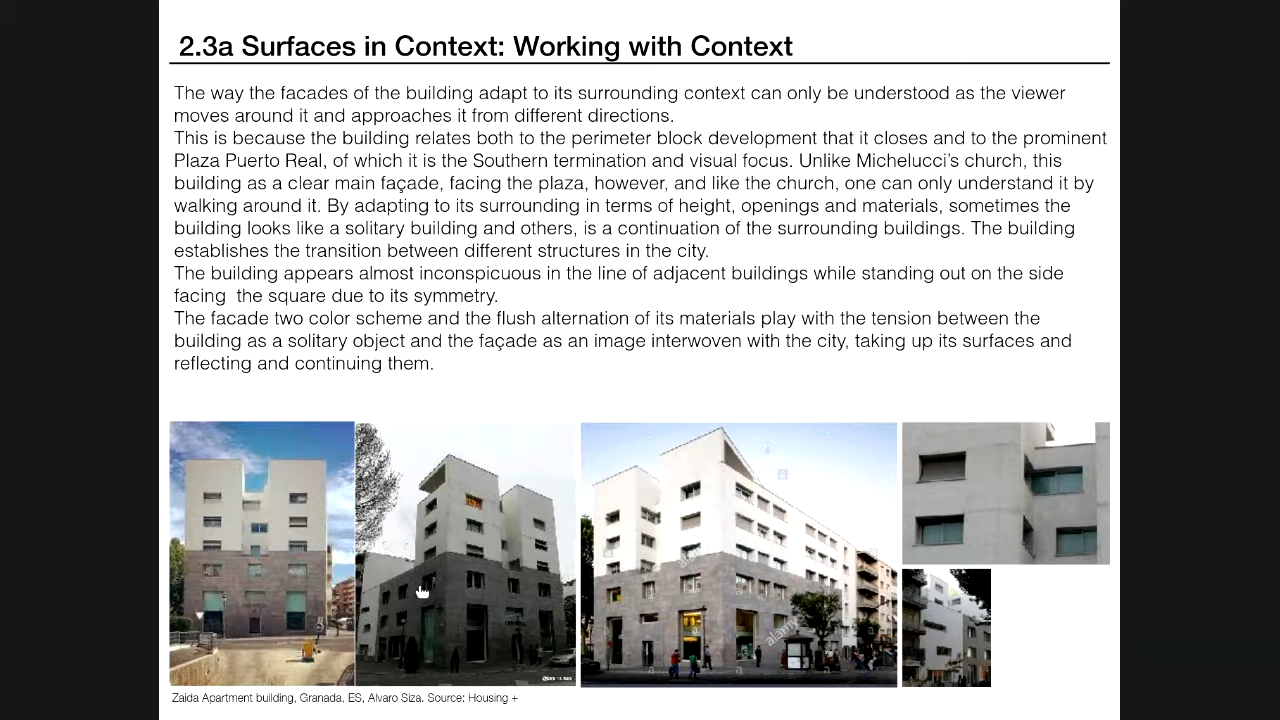 2.3a Surfaces in Context: Working with Context
The way the facades of the building adapt to its surrounding context can only be understood as the viewer
moves around it and approaches it from different directions.
This is because the building relates both to the perimeter block development that it closes and to the prominent
Plaza Puerto Real, of which it is the Southern termination and visual focus. Unlike Michelucci's church, this
building as a clear main façade, facing the plaza, however, and like the church, one can only understand it by
walking around it. By adapting to its surrounding in terms of height, openings and materials, sometimes the
building looks like a solitary building and others, is a continuation of the surrounding buildings. The building
establishes the transition between different structures in the city.
The building appears almost inconspicuous in the line of adjacent buildings while standing out on the side
facing  the square due to its symmetry.
The facade two color scheme and the flush alternation of its materials play with the tension between the
building as a solitary object and the façade as an image interwoven with the city, taking up its surfaces and
reflecting and continuing them.
alamy
Zaida Apartment building, Granada, ES, Alvaro Siza. Source: Housing +